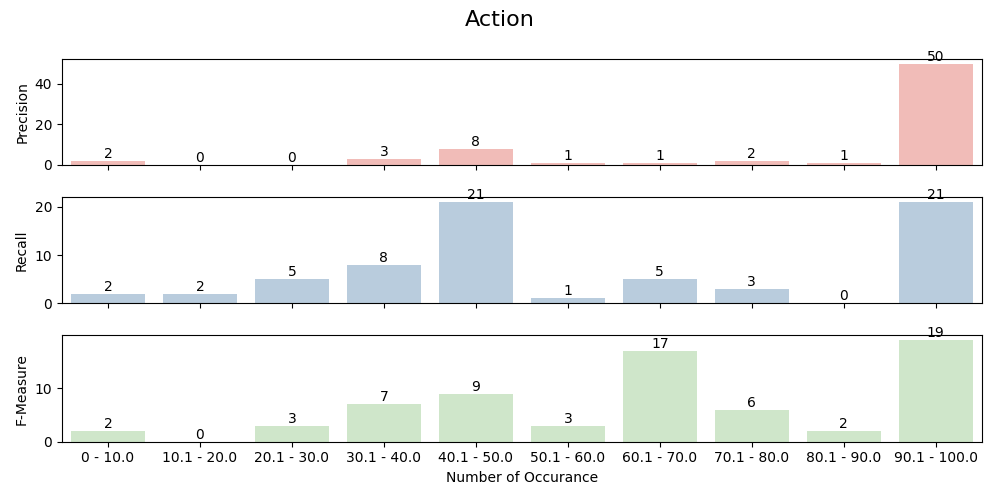 Action
Precision
40
20
0
2 0 0 3 8 1 1 2 1 50
Recall
20
10
0
2 2 5 8 21 1 5 3 0 21
F-Measure
10
0
2 0 3 7 9 3 17 6 2 19
0 - 10.0 10.1 - 20.0 20.1 - 30.0 30.1 - 40.0 40.1 - 50.0 50.1 - 60.0 60.1 - 70.0 70.1 - 80.0 80.1 - 90.0 90.1 - 100.0
Number of Occurance